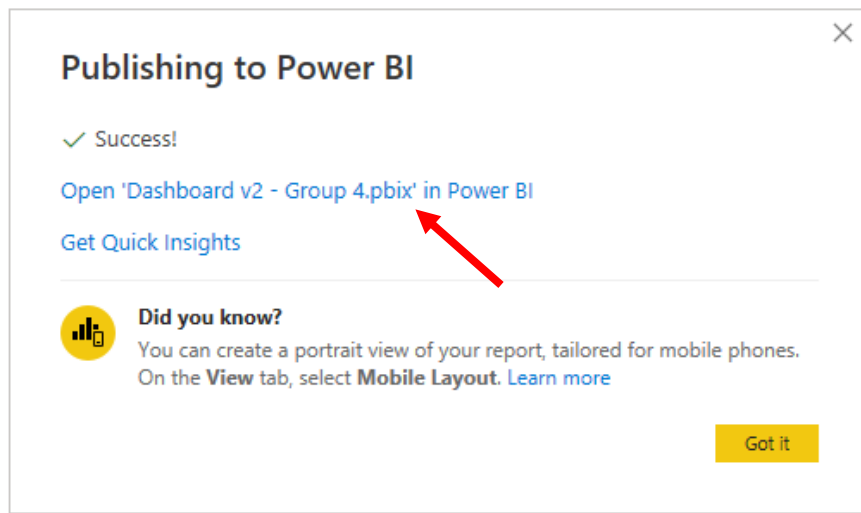 Publishing to Power BI
Success!
Open 'Dashboard v2 - Group 4.pbix' in Power BI
Get Quick Insights
Did you know?
You can create a portrait view of your report, tailored for mobile phones.
On the View tab, select Mobile Layout. Learn more
Got it